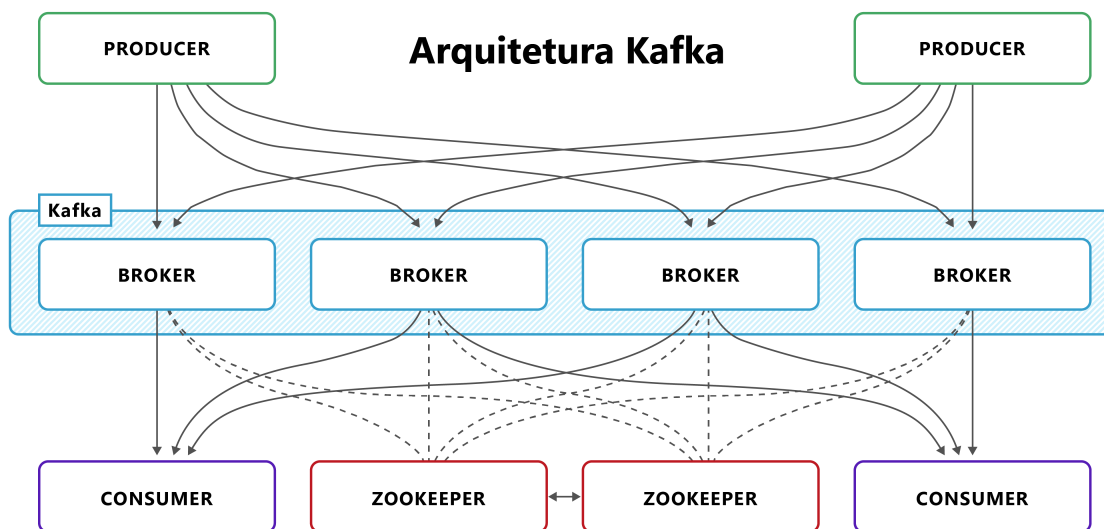 PRODUCER
Arquitetura Kafka
PRODUCER
Kafka
BROKER
BROKER
BROKER
BROKER
CONSUMER
ZOOKEEPER
ZOOKEEPER
CONSUMER